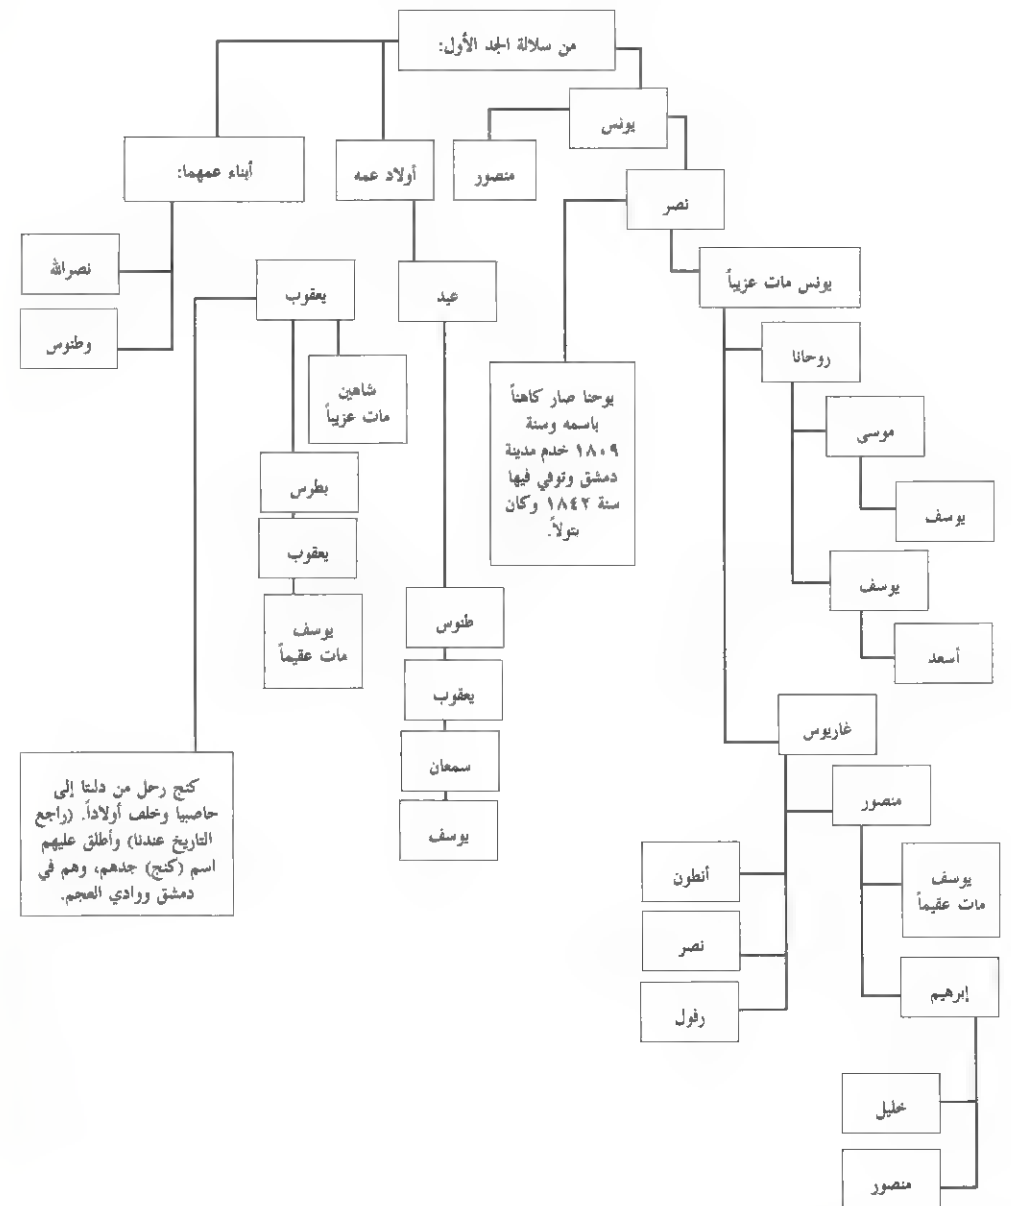 من سلالة الجد الأول:
يونس
منصور
أولاد عمه
أبناء عمهما:
نصر
نصرالله
يعقوب
عيد
يونس مات عزيباً
وطنوس
روحانا
شاهين
مات عزيباً
يوحنا صار كاهناً
باسمه وسنة
١٨٠٩ خدم مدينة
دمشق وتوفي فيها
سنة ١٨٤٢ وكان
بتولاً.
موسى
بطرس
يوسف
يعقوب
يوسف
طنوس
يوسف
مات عقيماً
أسعد
يعقوب
غاريوس
سمعان
كنج رحل من دلبتا إلى
حاصبيا وخلف أولاداً. (راجع
التاريخ عندنا) وأطلق عليهم
اسم (كنج) جدهم، وهم في
دمشق ووادي العجم.
منصور
يوسف
أنطون
يوسف
مات عقيماً
نصر
إبرهيم
رفول
خليل
منصور